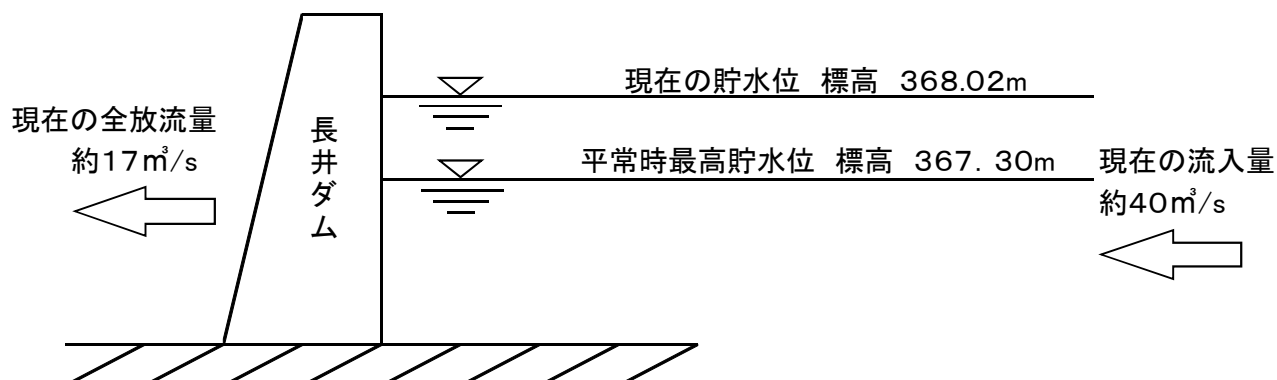 現在の貯水位 標高 368.02m
現在の全放流量
約17㎥/s
長井ダム
平常時最高貯水位 標高 367.30m
現在の流入量
約40㎥/s